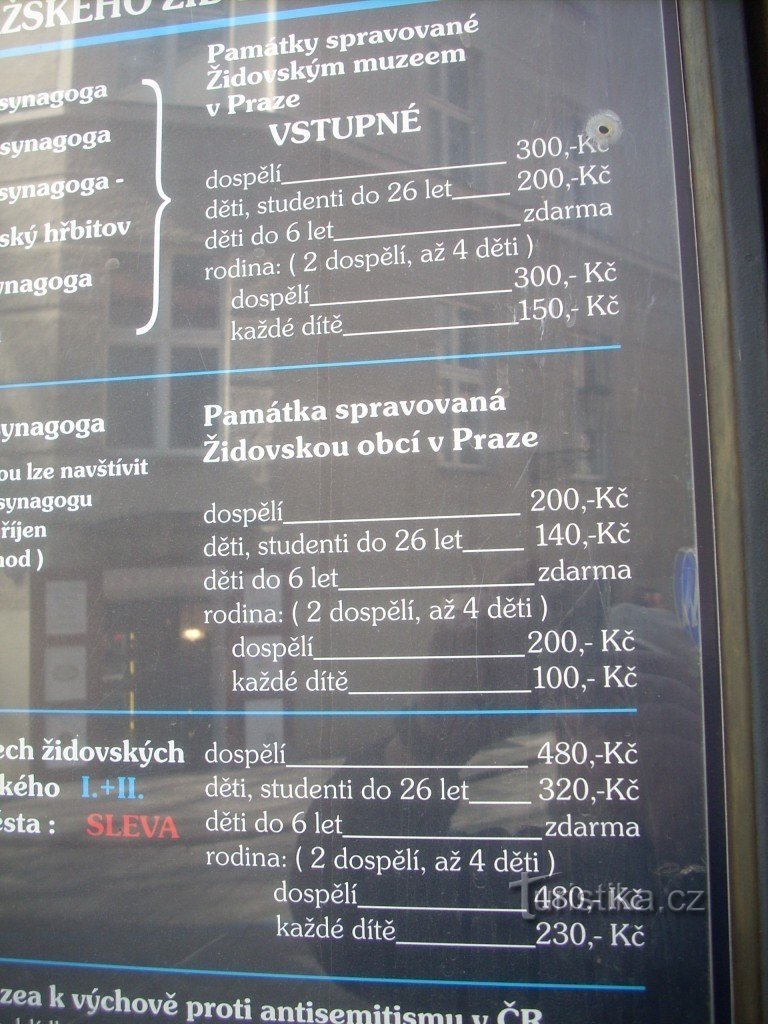 ŽSKÉHO ŽID
Památky spravované
Židovským muzeem
v Praze
VSTUPNÉ
synagoga
synagoga
synagoga -
ský hřbitov
synagoga
dospělí 300,-Kč
děti, studenti do 26 let 200,-Kč
děti do 6 let zdarma
rodina: ( 2 dospělí, až 4 děti )
dospělí 300,- Kč
každé dítě 150,- Kč
ynagoga
ou lze navštívit
synagogu
říjen
hod )
Památka spravovaná
Židovskou obcí v Praze
dospělí 200,-Kč
děti, studenti do 26 let 140,-Kč
děti do 6 let zdarma
rodina: ( 2 dospělí, až 4 děti )
dospělí 200,- Kč
každé dítě 100,- Kč
ech židovských
kého I.+II.
ěsta : SLEVA
dospělí 480,-Kč
děti, studenti do 26 let 320,-Kč
děti do 6 let zdarma
rodina: ( 2 dospělí, až 4 děti )
dospělí 480,- Kč
každé dítě 230,- Kč
turistika.cz
zea k výchově proti antisemitismu v ČR